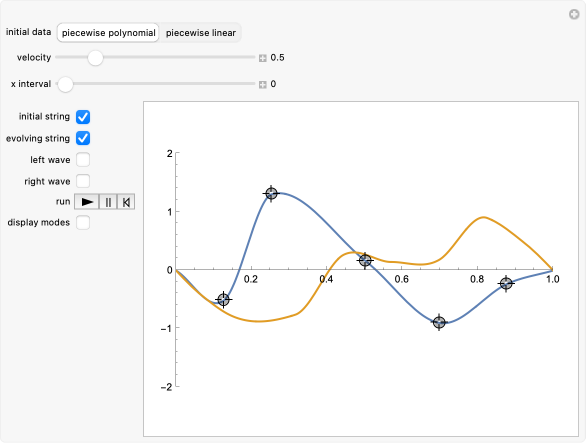 initial data piecewise polynomial piecewise linear
velocity 0.5
x interval 0
initial string
evolving string
left wave
right wave
run
display modes
2
1
0
0.2 0.4 0.6 0.8 1.0
−1
−2